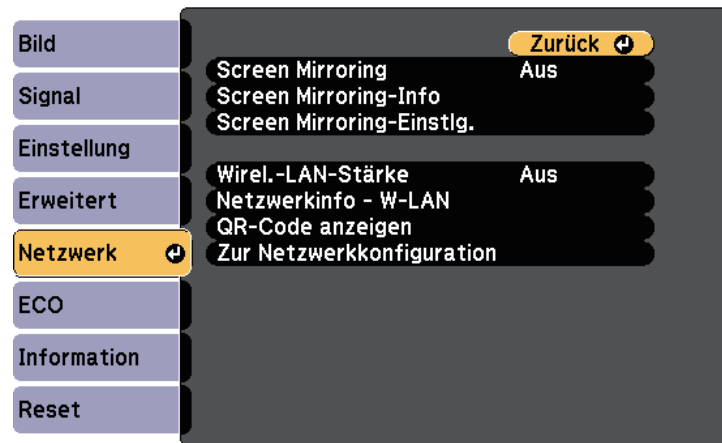 Bild
Signal
Einstellung
Erweitert
Netzwerk
ECO
Information
Reset
Zurück
Screen Mirroring Aus
Screen Mirroring-Info
Screen Mirroring-Einstlg.
Wirel.-LAN-Stärke Aus
Netzwerkinfo - W-LAN
QR-Code anzeigen
Zur Netzwerkkonfiguration